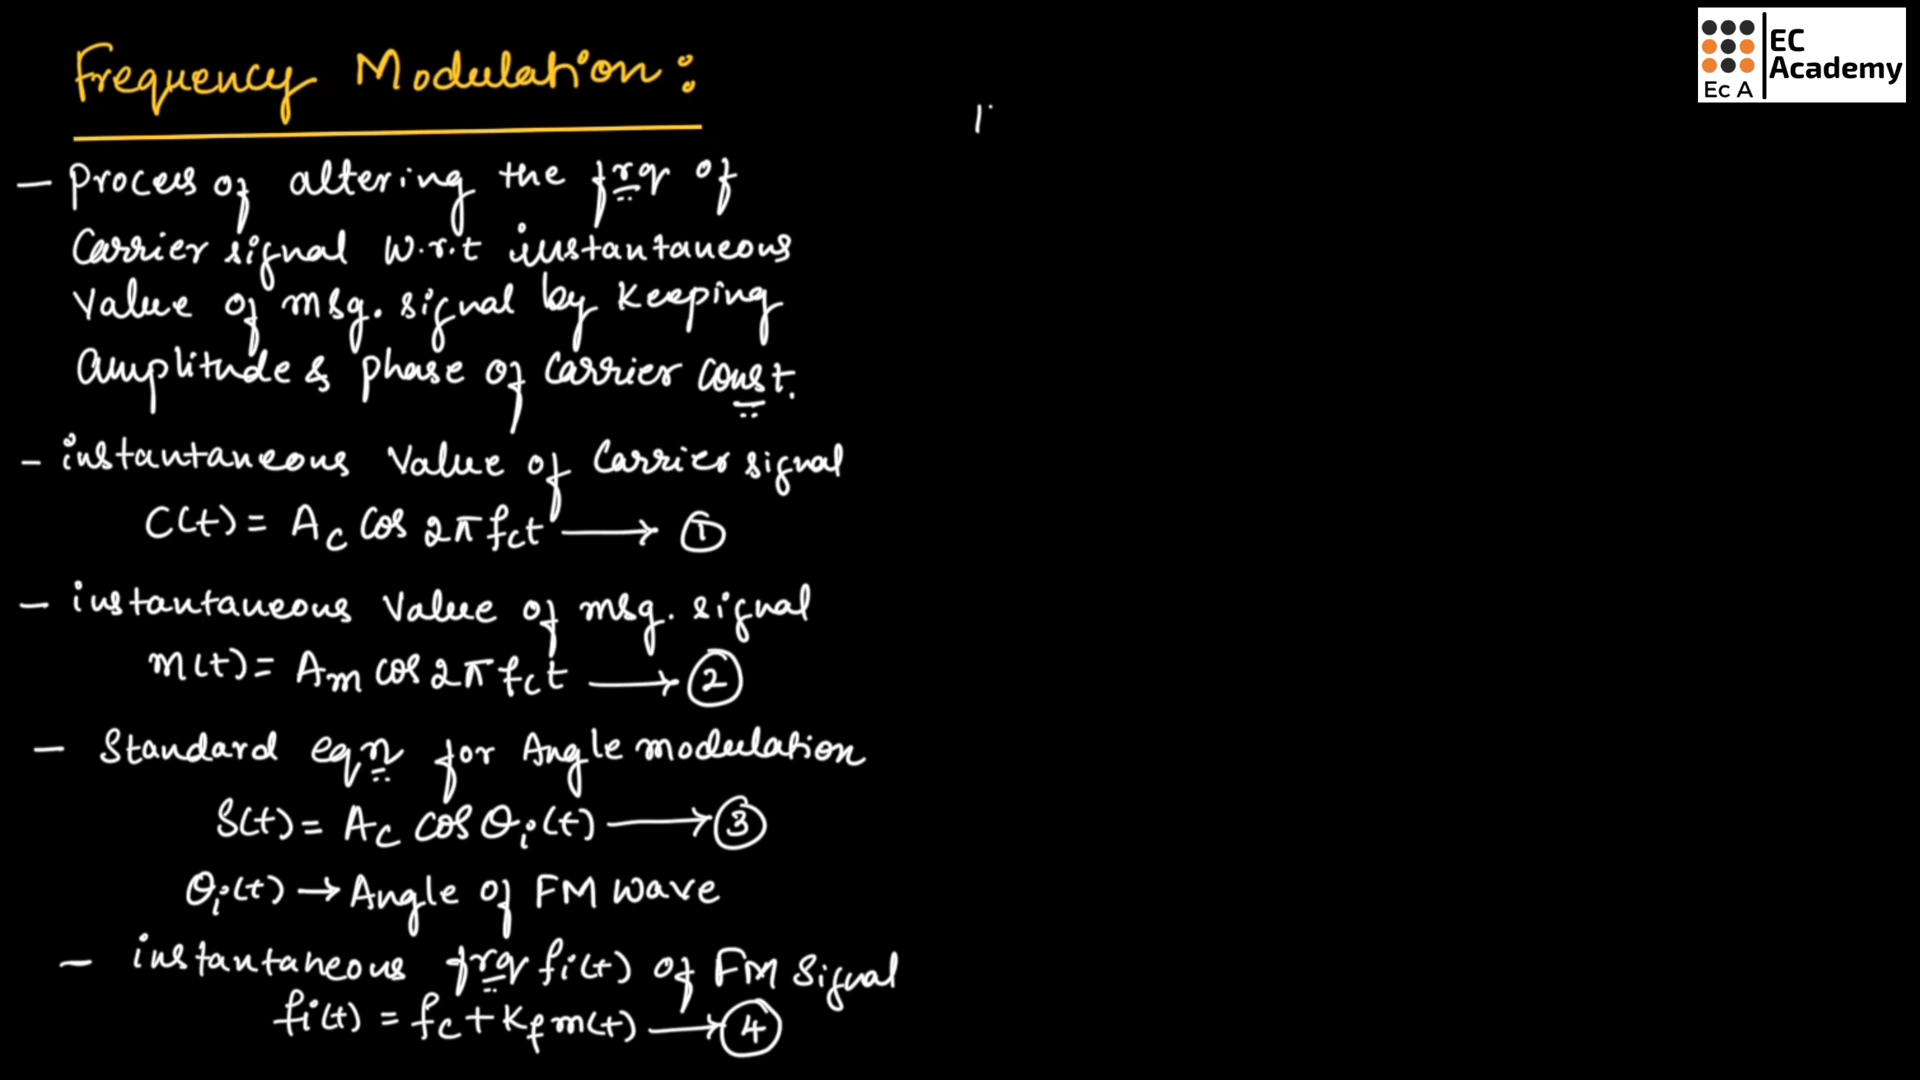 Frequency Modulation:
EC
Academy
Ec A
- Process of altering the frq of
Carrier signal w.r.t instantaneous
Value of msg. signal by Keeping
amplitude & phase of Carrier const.
- instantaneous Value of Carrier signal
C(t) = Ac Cos 2π fct ⟶ ①
- instantaneous Value of msg. signal
m(t) = Am cos 2π fct ⟶ ②
- Standard eqn for Angle modulation
S(t) = Ac cos θi(t) ⟶ ③
θi(t) → Angle of FM wave
- instantaneous frq fi(t) of FM Signal
fi(t) = fc + Kf m(t) ⟶ ④